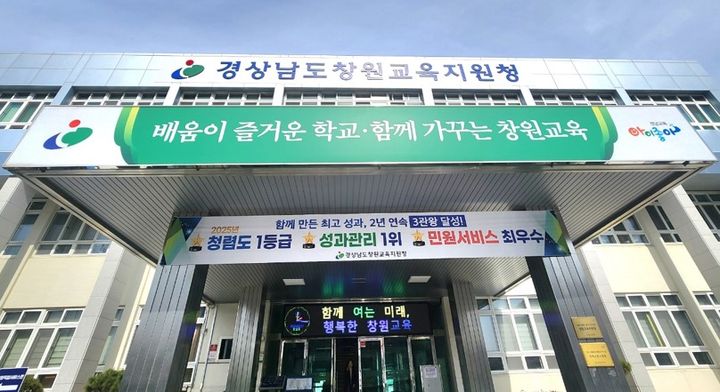 경상남도창원교육지원청
배움이 즐거운 학교·함께 가꾸는 창원교육
경남교육
아이좋아
함께 만든 최고 성과, 2년 연속 3관왕 달성!
2025년
청렴도 1등급 성과관리 1위 민원서비스 최우수
경상남도창원교육지원청
함께 여는 미래,
행복한 창원교육